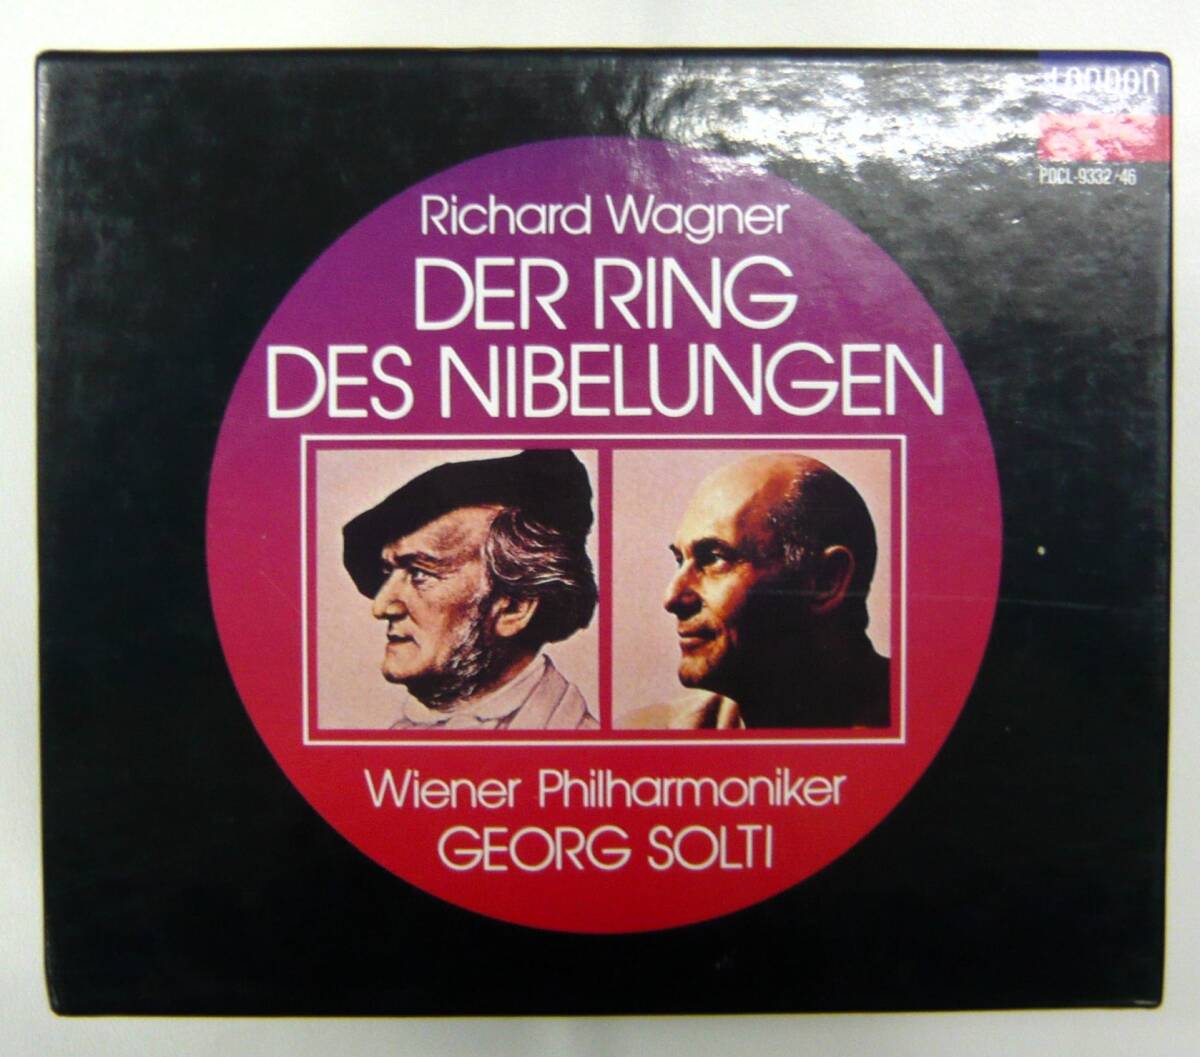 LONDON
POCL-9332/46
Richard Wagner
DER RING
DES NIBELUNGEN
Wiener Philharmoniker
GEORG SOLTI